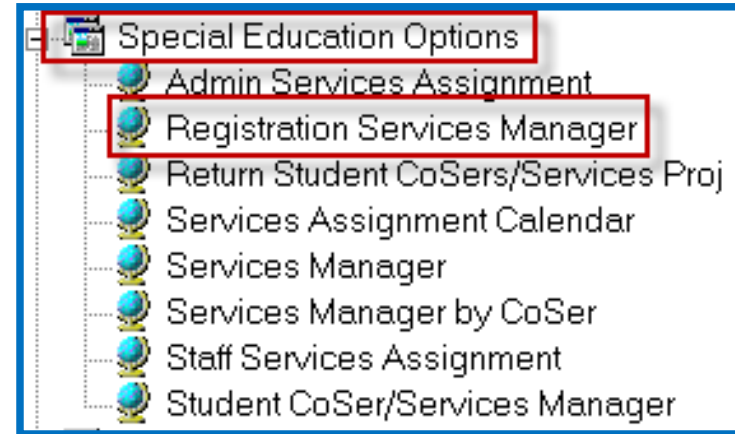 Special Education Options
Admin Services Assignment
Registration Services Manager
Return Student CoSers/Services Proj
Services Assignment Calendar
Services Manager
Services Manager by CoSer
Staff Services Assignment
Student CoSer/Services Manager